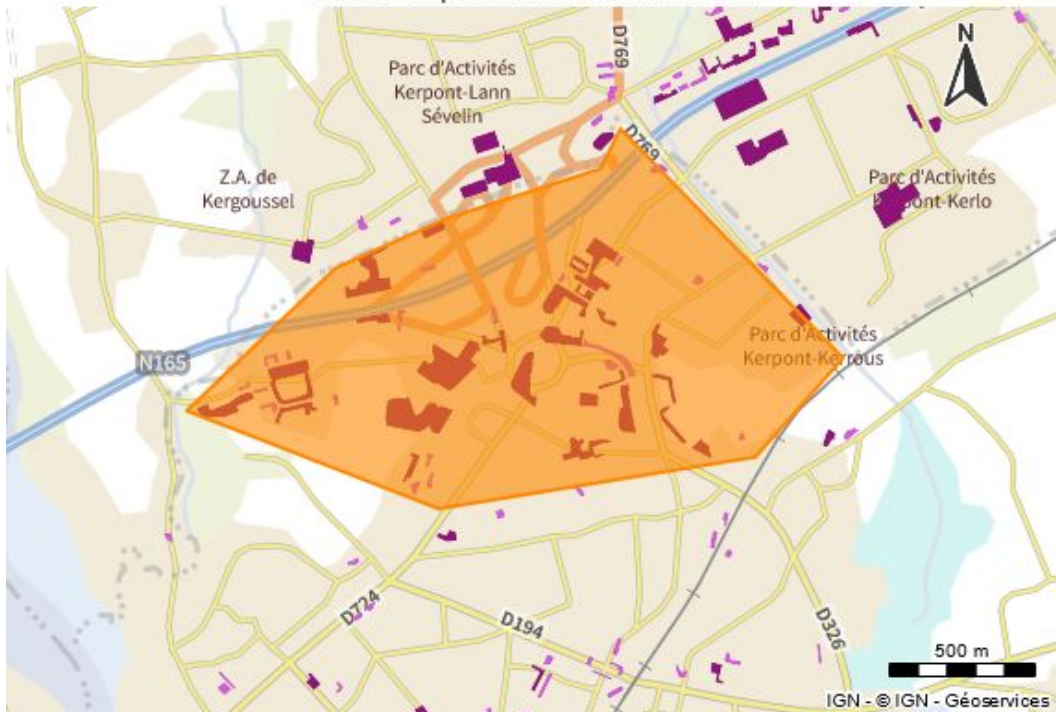 D769
N
Parc d'Activités
Kerpont-Lann
Sévelin
D769
Z.A. de
Kergoussel
Parc d'Activités
Kerpont-Kerlo
N165
Parc d'Activités
Kerpont-Kerrous
D724
D194
D326
500 m
IGN - © IGN - Géoservices